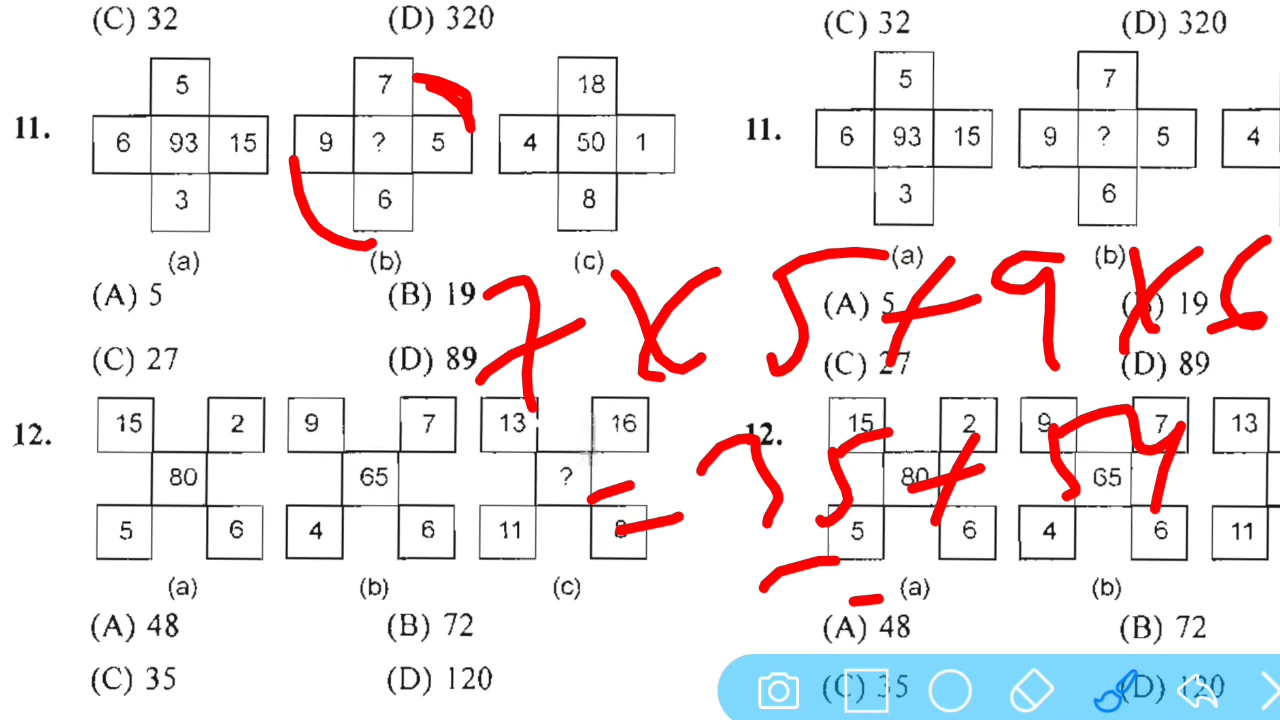 (C) 32 (D) 320 (C) 32 (D) 320
11.
5 7 18 5 7
6 93 15 9 ? 5 4 50 1 11. 6 93 15 9 ? 5 4
3 6 8 3 6
(a) (b) (c) (a) (b)
(A) 5 (B) 19 (A) 5 (B) 19
7 x 5 + 9 x 6
(C) 27 (D) 89 (C) 27 (D) 89
12. 15 2 9 7 13 16 12. 15 2 9 7 13
80 65 ? 80 65
= 35 + 54
5 6 4 6 11 8 5 6 4 6 11
=
(a) (b) (c) (a) (b)
(A) 48 (B) 72 (A) 48 (B) 72
(C) 35 (D) 120 (C) 35 (D) 120